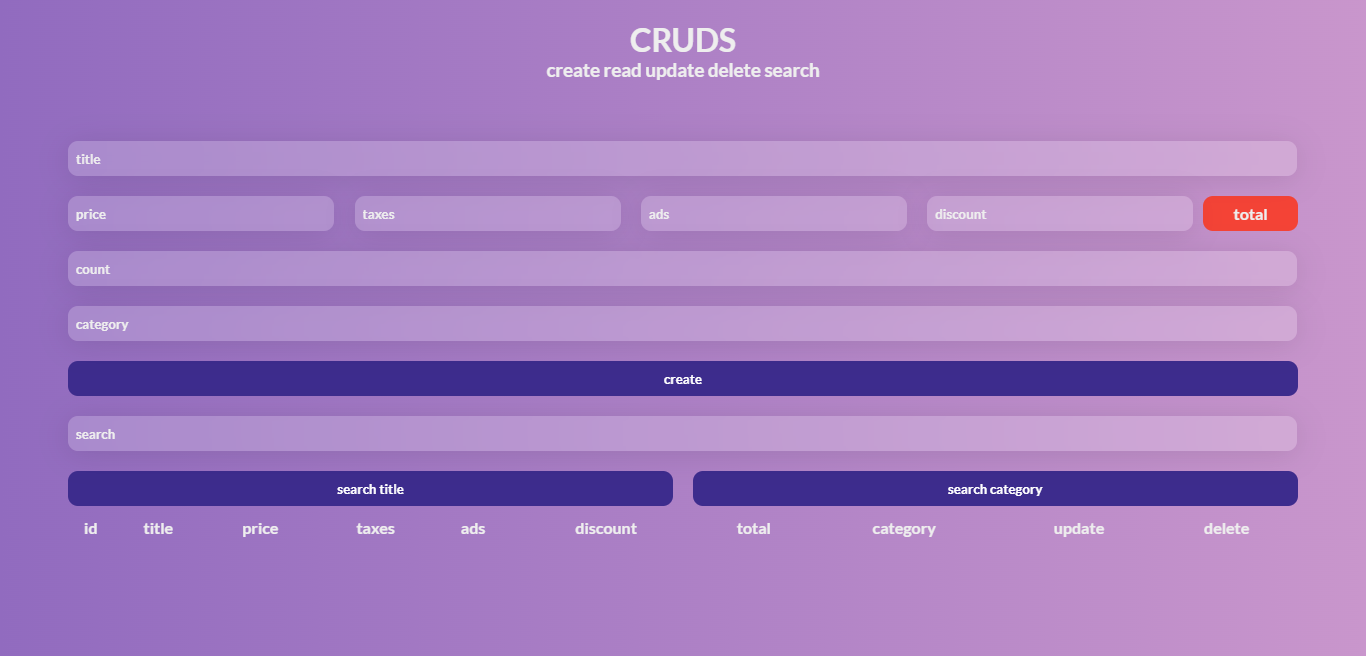 CRUDS
create read update delete search
title
price taxes ads discount total
count
category
create
search
search title search category
id title price taxes ads discount total category update delete